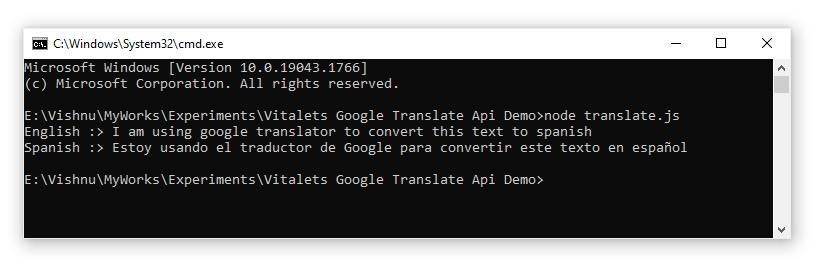 C:\Windows\System32\cmd.exe
Microsoft Windows [Version 10.0.19043.1766]
(c) Microsoft Corporation. All rights reserved.
E:\Vishnu\MyWorks\Experiments\Vitalets Google Translate Api Demo>node translate.js
English :> I am using google translator to convert this text to spanish
Spanish :> Estoy usando el traductor de Google para convertir este texto en español
E:\Vishnu\MyWorks\Experiments\Vitalets Google Translate Api Demo>